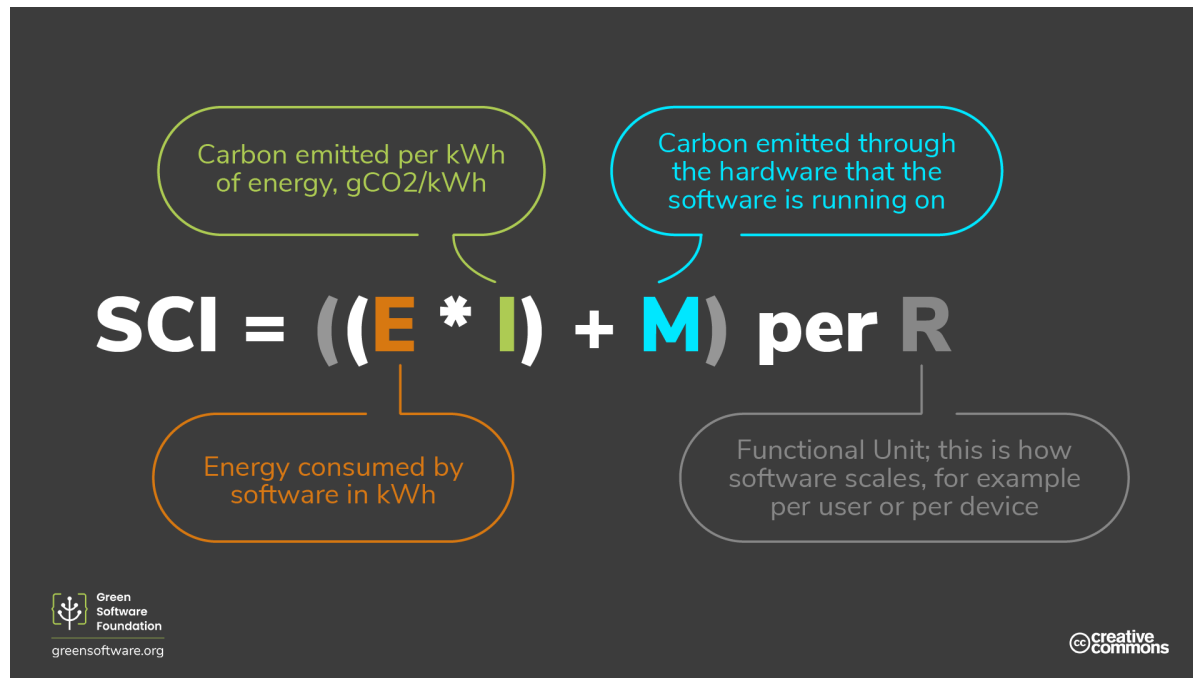 Carbon emitted per kWh
of energy, gCO2/kWh
Carbon emitted through
the hardware that the
software is running on
SCI = ((E * I) + M) per R
Energy consumed by
software in kWh
Functional Unit; this is how
software scales, for example
per user or per device
Green
Software
Foundation
greensoftware.org
cc creative
commons